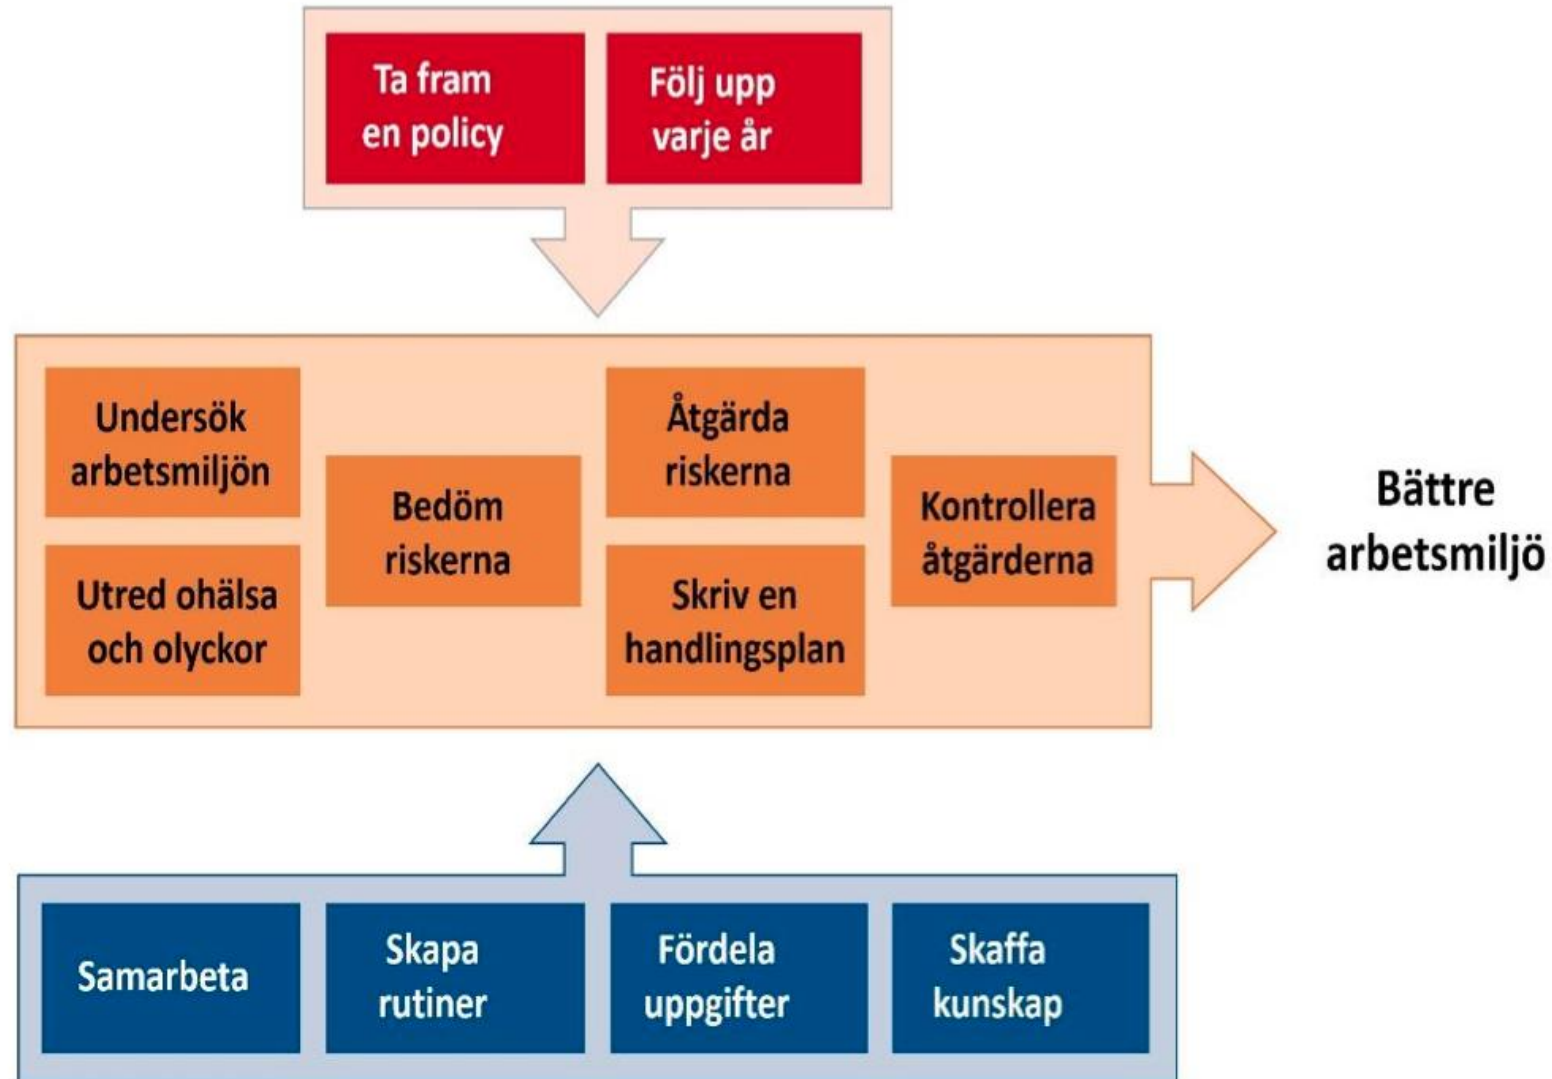 Ta fram
en policy
Följ upp
varje år
Undersök
arbetsmiljön
Utred ohälsa
och olyckor
Bedöm
riskerna
Åtgärda
riskerna
Skriv en
handlingsplan
Kontrollera
åtgärderna
Bättre
arbetsmiljö
Samarbeta
Skapa
rutiner
Fördela
uppgifter
Skaffa
kunskap